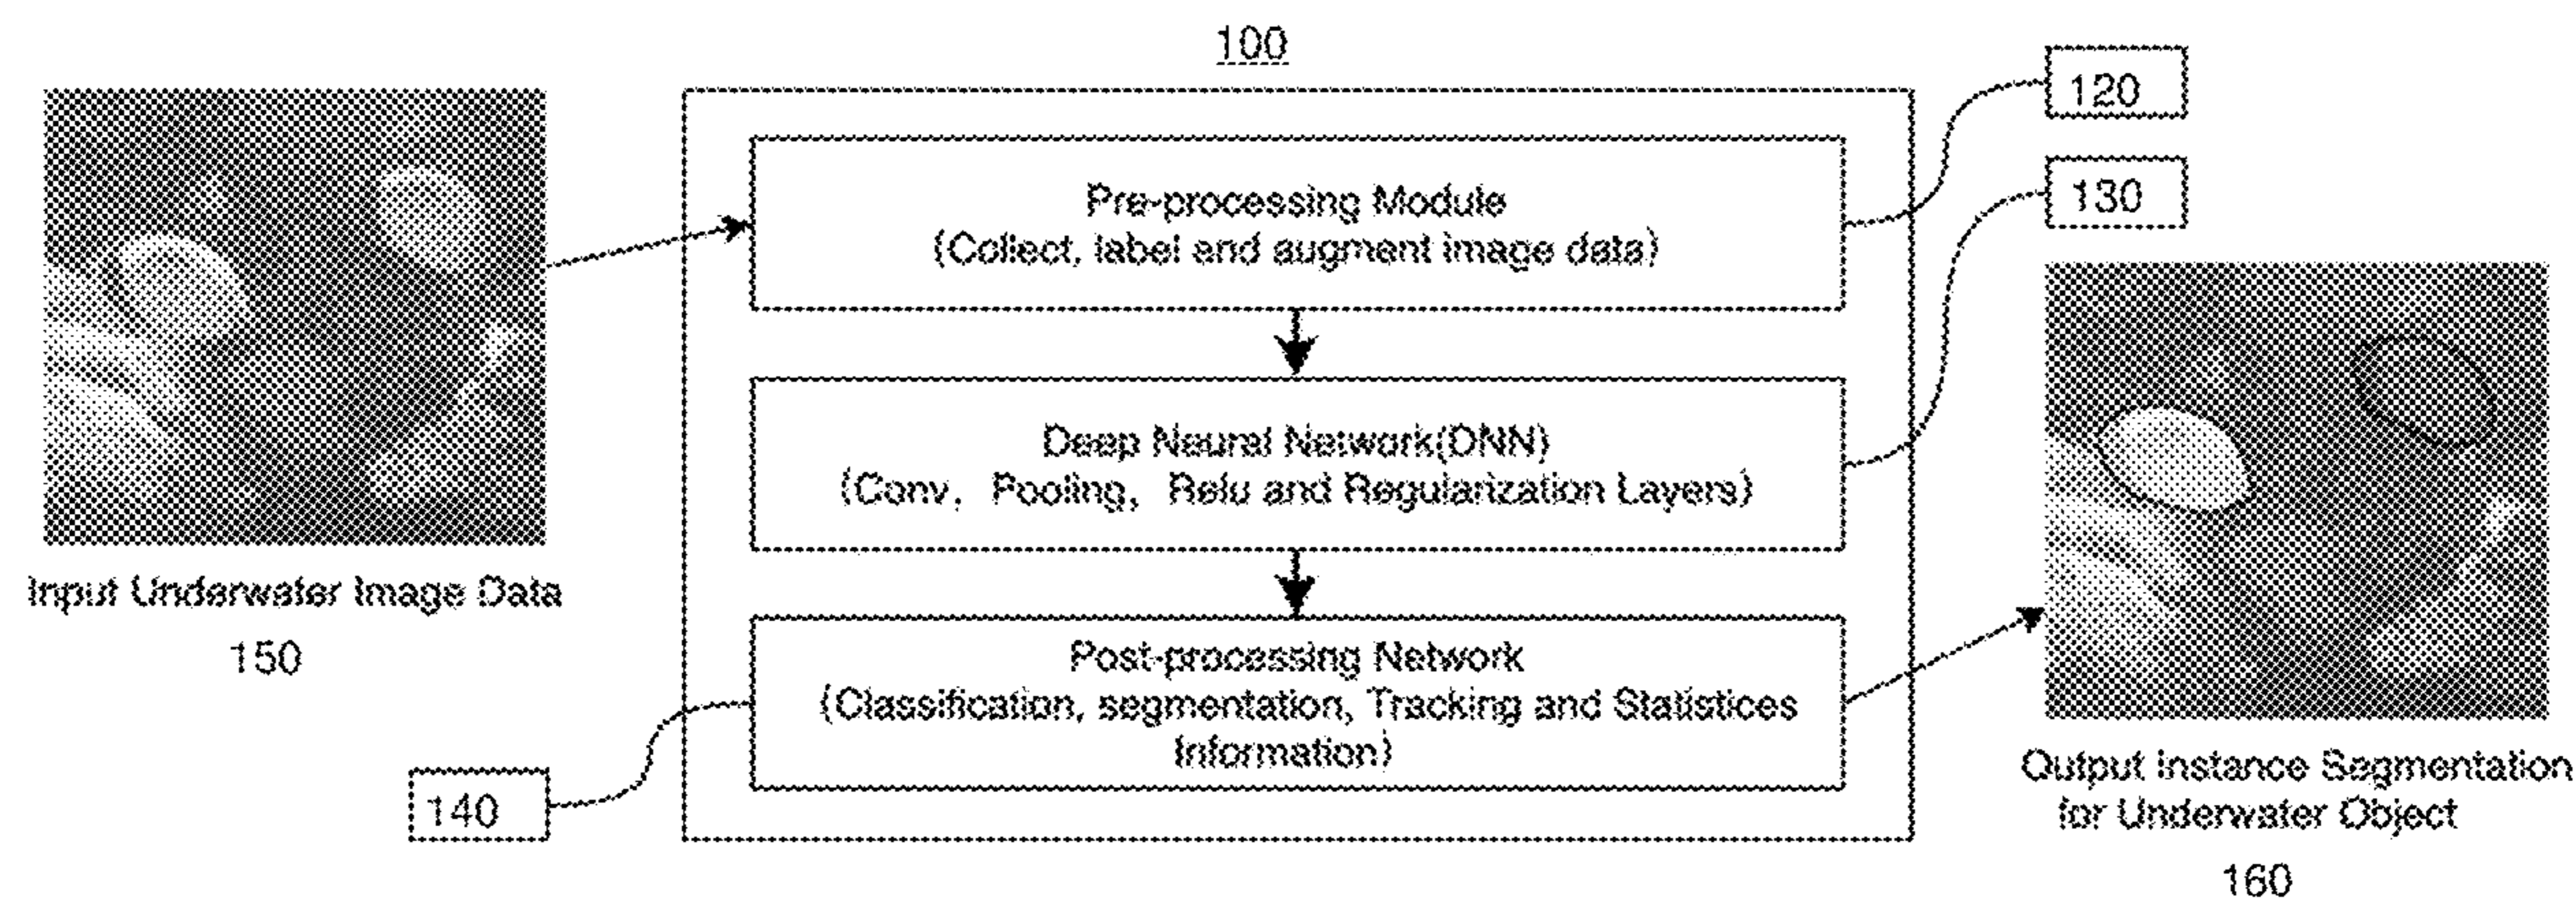 100
120
130
Pre-processing Module
(Collect, label and augment image data)
Deep Neural Network(DNN)
(Conv, Pooling, Relu and Regularization Layers)
Post-processing Network
(Classification, segmentation, Tracking and Statistices
Information)
140
Input Underwater Image Data
150
Output Instance Segmentation
for Underwater Object
160